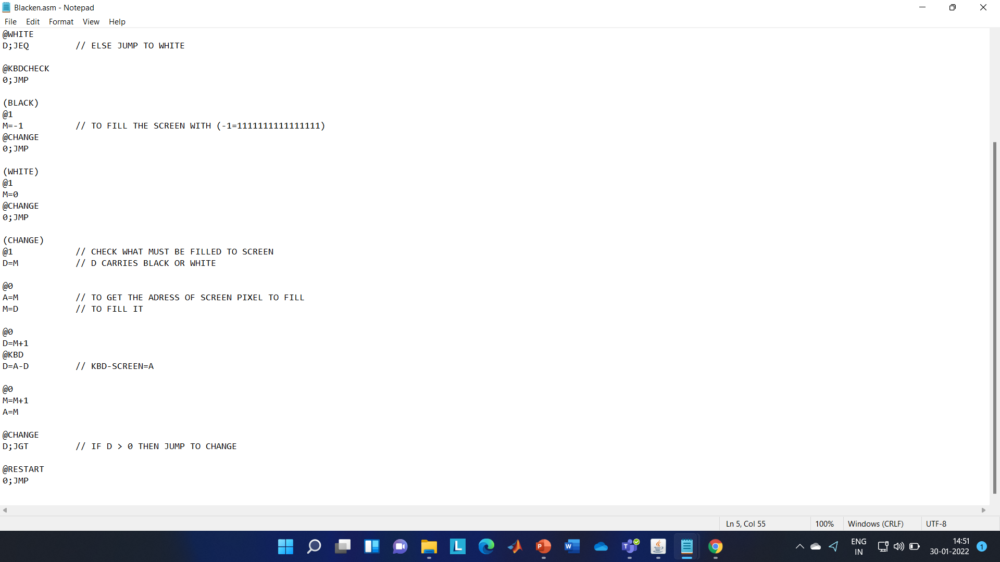 Blacken.asm - Notepad
File Edit Format View Help
@WHITE
D;JEQ // ELSE JUMP TO WHITE
@KBDCHECK
0;JMP
(BLACK)
@1
M=-1 // TO FILL THE SCREEN WITH (-1=1111111111111111)
@CHANGE
0;JMP
(WHITE)
@1
M=0
@CHANGE
0;JMP
(CHANGE)
@1 // CHECK WHAT MUST BE FILLED TO SCREEN
D=M // D CARRIES BLACK OR WHITE
@0
A=M // TO GET THE ADRESS OF SCREEN PIXEL TO FILL
M=D // TO FILL IT
@0
D=M+1
@KBD
D=A-D // KBD-SCREEN=A
@0
M=M+1
A=M
@CHANGE
D;JGT // IF D > 0 THEN JUMP TO CHANGE
@RESTART
0;JMP
Ln 5, Col 55 100% Windows (CRLF) UTF-8
L P W T
ENG
IN
14:51
30-01-2022
1